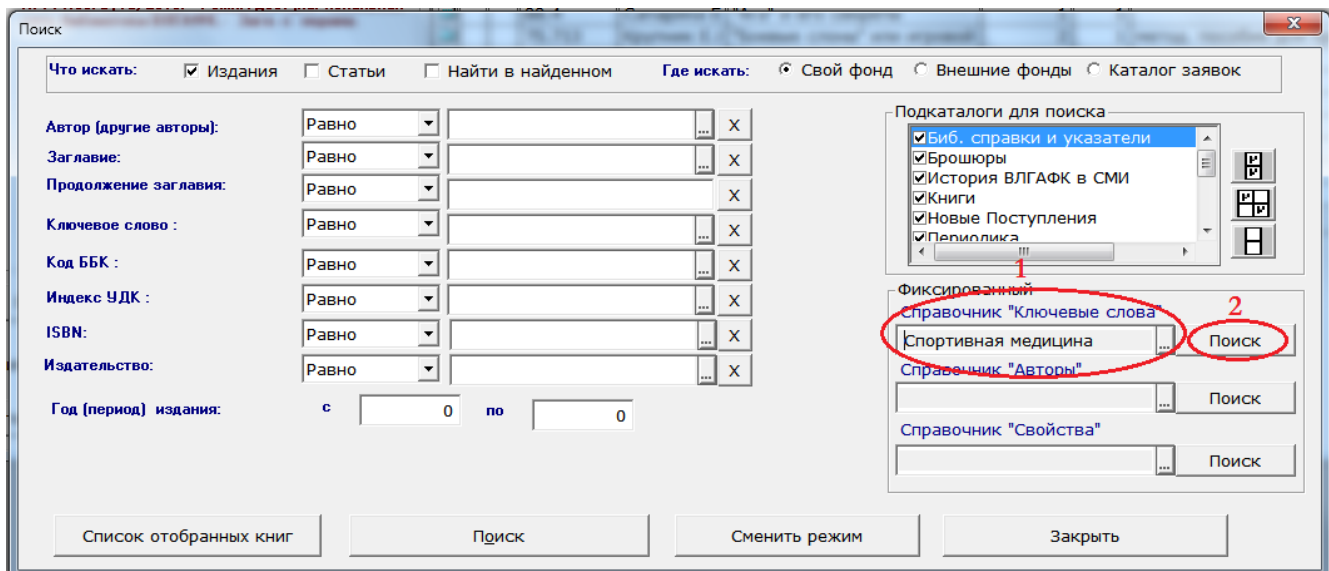 Поиск
Что искать: Издания Статьи Найти в найденном Где искать: Свой фонд Внешние фонды Каталог заявок
Автор (другие авторы): Равно ... X
Заглавие: Равно ... X
Продолжение заглавия: Равно X
Ключевое слово : Равно ... X
Код ББК : Равно ... X
Индекс УДК : Равно ... X
ISBN: Равно ... X
Издательство: Равно ... X
Год (период) издания: с 0 по 0
Подкаталоги для поиска
Биб. справки и указатели
Брошюры
История ВЛГАФК в СМИ
Книги
Новые Поступления
Периодика
1
Фиксированный
Справочник "Ключевые слова" 2
Спортивная медицина ... Поиск
Справочник "Авторы"
... Поиск
Справочник "Свойства"
... Поиск
Список отобранных книг Поиск Сменить режим Закрыть